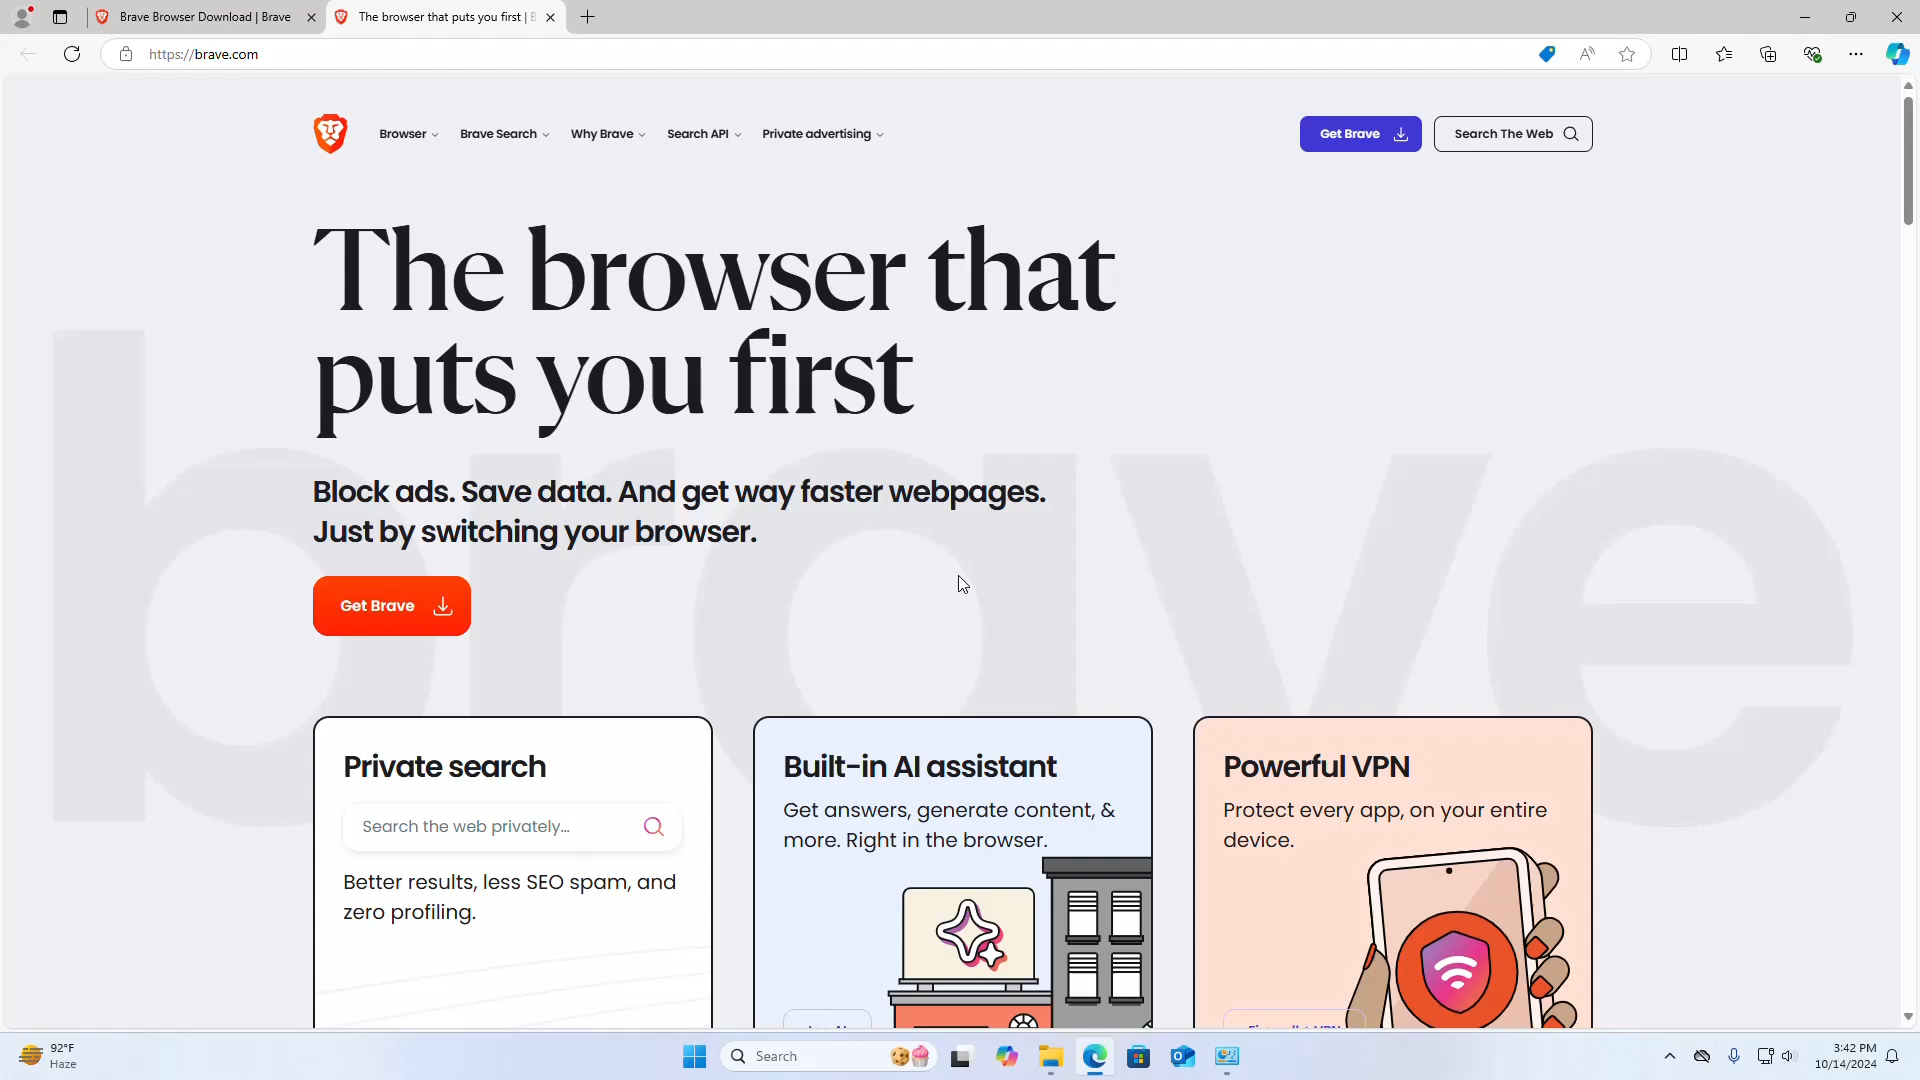 Brave Browser Download | Brave
The browser that puts you first |
https://brave.com
Browser
Brave Search
Why Brave
Search API
Private advertising
Get Brave
Search The Web
The browser that
puts you first
brave
Block ads. Save data. And get way faster webpages.
Just by switching your browser.
Get Brave
Private search
Search the web privately...
Better results, less SEO spam, and
zero profiling.
Built-in AI assistant
Get answers, generate content, &
more. Right in the browser.
Powerful VPN
Protect every app, on your entire
device.
92°F
Haze
Search
3:42 PM
10/14/2024